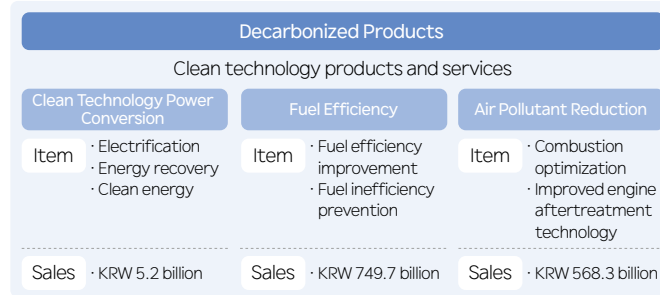 Decarbonized Products
Clean technology products and services
Clean Technology Power
Conversion
Item
· Electrification
· Energy recovery
· Clean energy
Sales
· KRW 5.2 billion
Fuel Efficiency
Item
· Fuel efficiency
improvement
· Fuel inefficiency
prevention
Sales
· KRW 749.7 billion
Air Pollutant Reduction
Item
· Combustion
optimization
· Improved engine
aftertreatment
technology
Sales
· KRW 568.3 billion